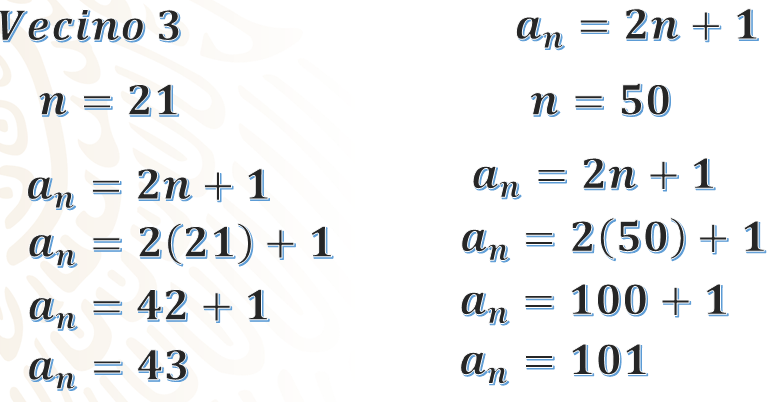 Vecino 3
n = 21
aₙ = 2n + 1
aₙ = 2(21) + 1
aₙ = 42 + 1
aₙ = 43
aₙ = 2n + 1
n = 50
aₙ = 2n + 1
aₙ = 2(50) + 1
aₙ = 100 + 1
aₙ = 101